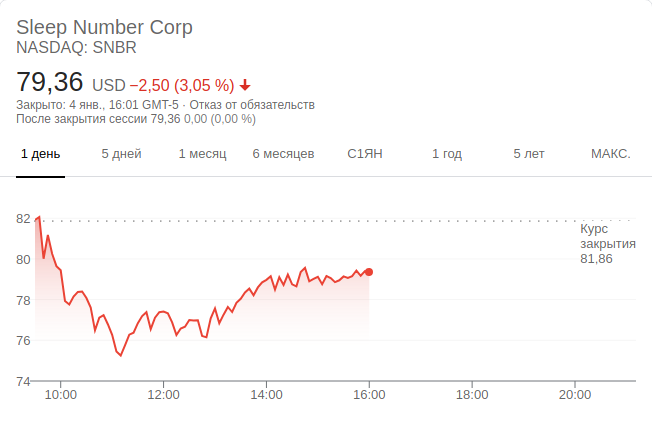 Sleep Number Corp
NASDAQ: SNBR
79,36 USD −2,50 (3,05 %)
Закрыто: 4 янв., 16:01 GMT-5 · Отказ от обязательств
После закрытия сессии 79,36 0,00 (0,00 %)
1 день 5 дней 1 месяц 6 месяцев С1ЯН 1 год 5 лет МАКС.
82
Курс
закрытия
81,86
80
78
76
74
10:00 12:00 14:00 16:00 18:00 20:00